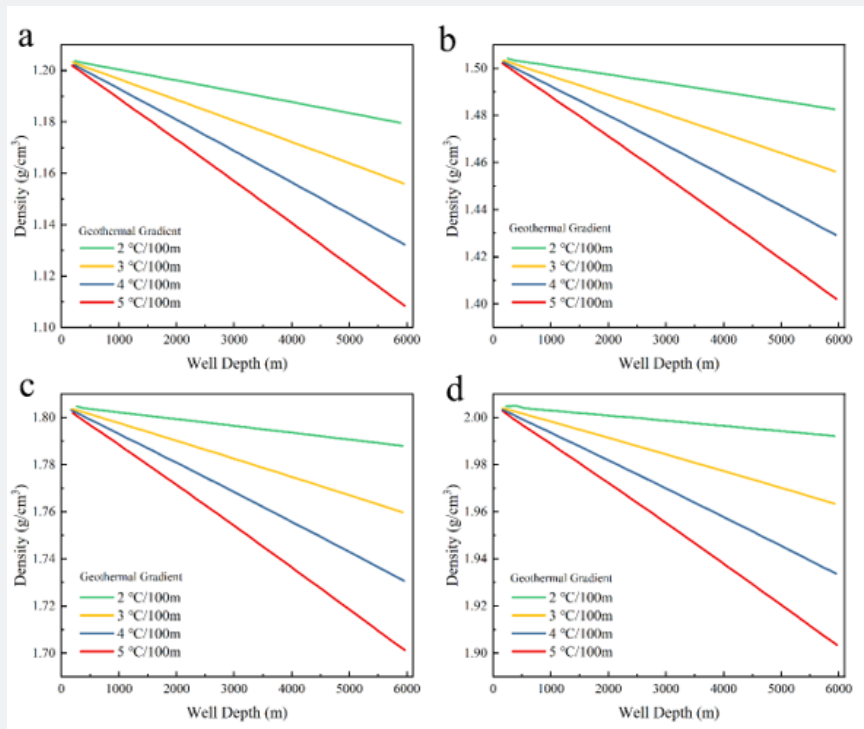 a
1.20
1.18
1.16
1.14
1.12
1.10
Density (g/cm³)
Geothermal Gradient
2 °C/100m
3 °C/100m
4 °C/100m
5 °C/100m
0 1000 2000 3000 4000 5000 6000
Well Depth (m)
b
1.50
1.48
1.46
1.44
1.42
1.40
Density (g/cm³)
Geothermal Gradient
2 °C/100m
3 °C/100m
4 °C/100m
5 °C/100m
0 1000 2000 3000 4000 5000 6000
Well Depth (m)
c
1.80
1.78
1.76
1.74
1.72
1.70
Density (g/cm³)
Geothermal Gradient
2 °C/100m
3 °C/100m
4 °C/100m
5 °C/100m
0 1000 2000 3000 4000 5000 6000
Well Depth (m)
d
2.00
1.98
1.96
1.94
1.92
1.90
Density (g/cm³)
Geothermal Gradient
2 °C/100m
3 °C/100m
4 °C/100m
5 °C/100m
0 1000 2000 3000 4000 5000 6000
Well Depth (m)